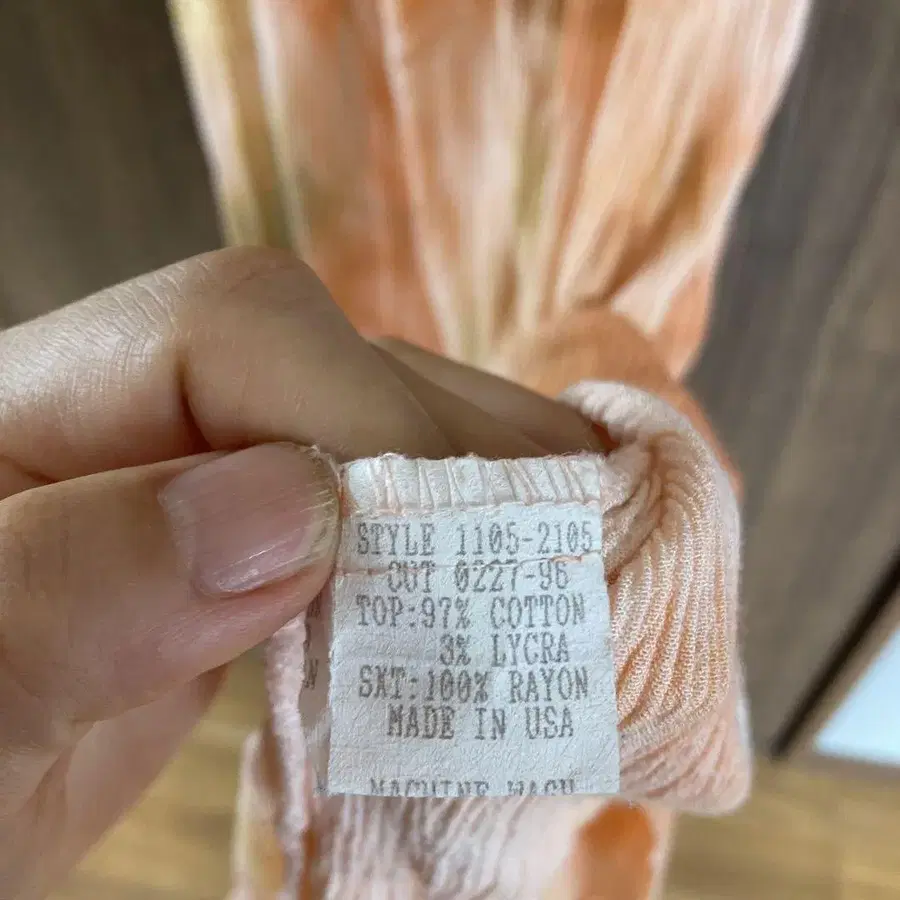 STYLE 1105-2105
CUT 0227-96
TOP:97% COTTON
3% LYCRA
SKT:100% RAYON
MADE IN USA
MACHINE WASH